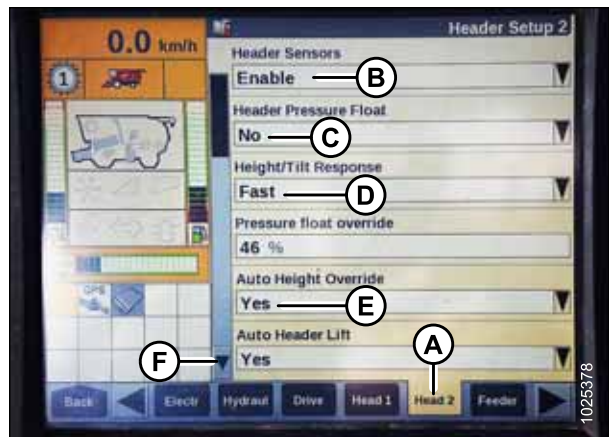 0.0 km/h
Header Setup 2
1
Header Sensors
Enable
B
Header Pressure Float
No
C
Height/Tilt Response
Fast
D
Pressure float override
46 %
Auto Height Override
Yes
E
GPS
Auto Header Lift
Yes
F
A
Back
Electr
Hydraul
Drive
Head 1
Head 2
Feeder
1025378